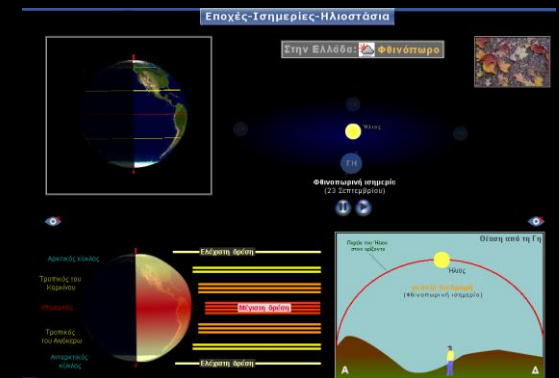 Εποχές-Ισημερίες-Ηλιοστάσια
Στην Ελλάδα: Φθινόπωρο
Ήλιος
ΓΗ
Φθινοπωρινή ισημερία
(23 Σεπτεμβρίου)
Αρκτικός κύκλος
Τροπικός του
Καρκίνου
Ισημερινός
Τροπικός
του Αιγόκερω
Ανταρκτικός
κύκλος
Ελάχιστη δράση
Μέγιστη δράση
Ελάχιστη δράση
Θέαση από τη Γη
Πορεία του Ήλιου
στον ορίζοντα
Ήλιος
(Φθινοπωρινή ισημερία)
Α
Δ